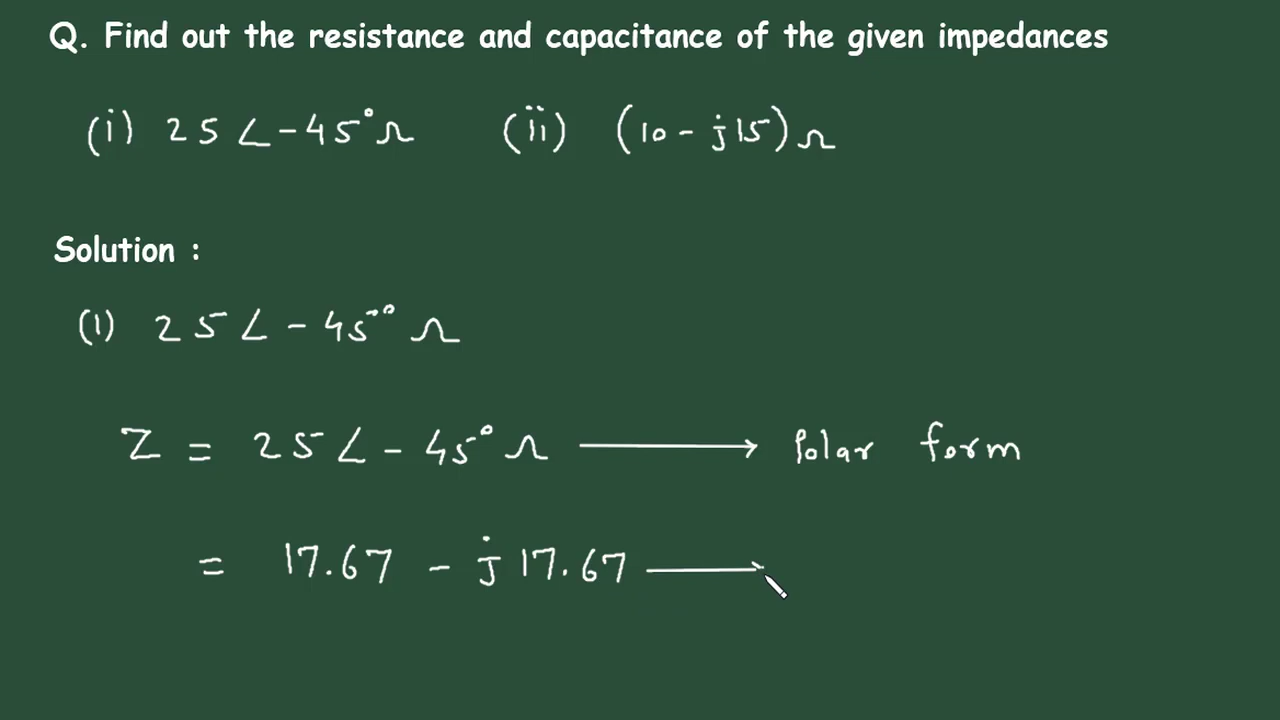 Q. Find out the resistance and capacitance of the given impedances
(i) 25∠-45°Ω (ii) (10-j15)Ω
Solution :
(1) 25∠-45°Ω
Z = 25∠-45°Ω ⟶ Polar form
= 17.67 - j17.67 ⟶